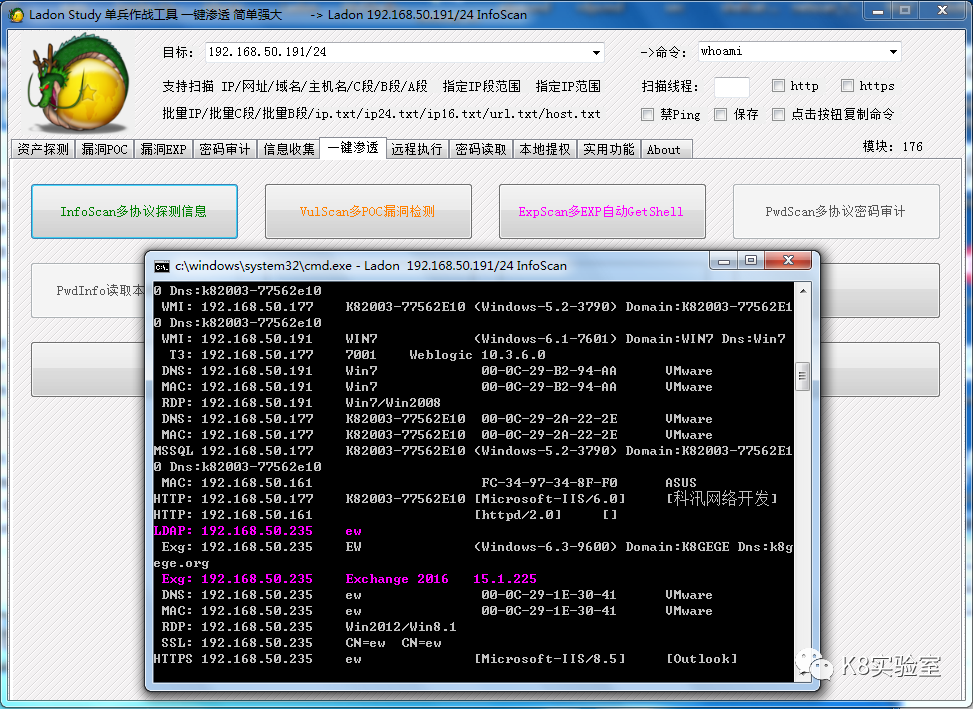 Ladon Study 单兵作战工具 一键渗透 简单强大 -> Ladon 192.168.50.191/24 InfoScan
目标: 192.168.50.191/24 ->命令: whoami
支持扫描 IP/网址/域名/主机名/C段/B段/A段 指定IP段范围 指定IP范围 扫描线程: http https
批量IP/批量C段/批量B段/ip.txt/ip24.txt/ip16.txt/url.txt/host.txt 禁Ping 保存 点击按钮复制命令
资产探测 漏洞POC 漏洞EXP 密码审计 信息收集 一键渗透 远程执行 密码读取 本地提权 实用功能 About 模块: 176
InfoScan多协议探测信息 VulScan多POC漏洞检测 ExpScan多EXP自动GetShell PwdScan多协议密码审计
PwdInfo读取本
c:\windows\system32\cmd.exe - Ladon 192.168.50.191/24 InfoScan
0 Dns:k82003-77562e10
WMI: 192.168.50.177 K82003-77562E10 (Windows-5.2-3790) Domain:K82003-77562E1
0 Dns:k82003-77562e10
WMI: 192.168.50.191 WIN7 (Windows-6.1-7601) Domain:WIN7 Dns:Win7
T3: 192.168.50.177 7001 Weblogic 10.3.6.0
DNS: 192.168.50.191 Win7 00-0C-29-B2-94-AA VMware
MAC: 192.168.50.191 Win7 00-0C-29-B2-94-AA VMware
RDP: 192.168.50.191 Win7/Win2008
DNS: 192.168.50.177 K82003-77562E10 00-0C-29-2A-22-2E VMware
MAC: 192.168.50.177 K82003-77562E10 00-0C-29-2A-22-2E VMware
MSSQL 192.168.50.177 K82003-77562E10 (Windows-5.2-3790) Domain:K82003-77562E1
0 Dns:k82003-77562e10
MAC: 192.168.50.161 FC-34-97-34-8F-F0 ASUS
HTTP: 192.168.50.177 K82003-77562E10 [Microsoft-IIS/6.0] [科汛网络开发]
HTTP: 192.168.50.161 [httpd/2.0] []
LDAP: 192.168.50.235 ew
Exg: 192.168.50.235 EW (Windows-6.3-9600) Domain:K8GEGE Dns:k8g
ege.org
Exg: 192.168.50.235 Exchange 2016 15.1.225
DNS: 192.168.50.235 ew 00-0C-29-1E-30-41 VMware
MAC: 192.168.50.235 ew 00-0C-29-1E-30-41 VMware
RDP: 192.168.50.235 Win2012/Win8.1
SSL: 192.168.50.235 CN=ew CN=ew
HTTPS 192.168.50.235 ew [Microsoft-IIS/8.5] [Outlook]
K8实验室